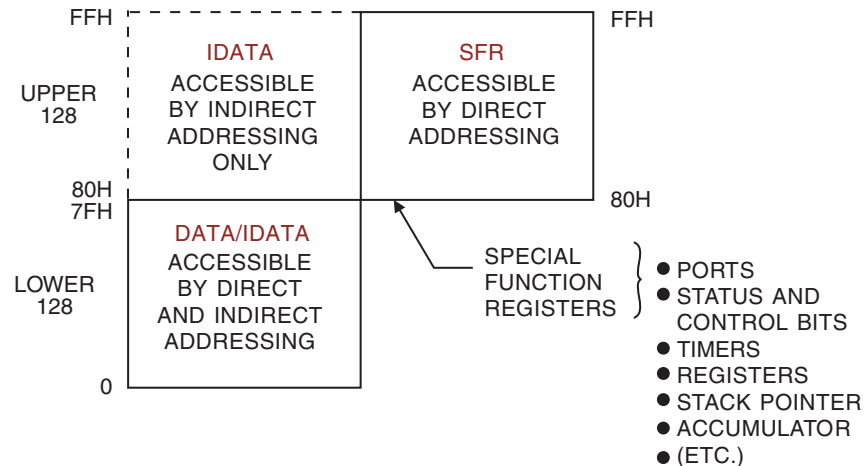 FFH
IDATA
ACCESSIBLE
BY INDIRECT
ADDRESSING
ONLY
SFR
ACCESSIBLE
BY DIRECT
ADDRESSING
FFH
UPPER
128
80H
7FH
80H
DATA/IDATA
ACCESSIBLE
BY DIRECT
AND INDIRECT
ADDRESSING
LOWER
128
0
SPECIAL
FUNCTION
REGISTERS
● PORTS
● STATUS AND
CONTROL BITS
● TIMERS
● REGISTERS
● STACK POINTER
● ACCUMULATOR
● (ETC.)